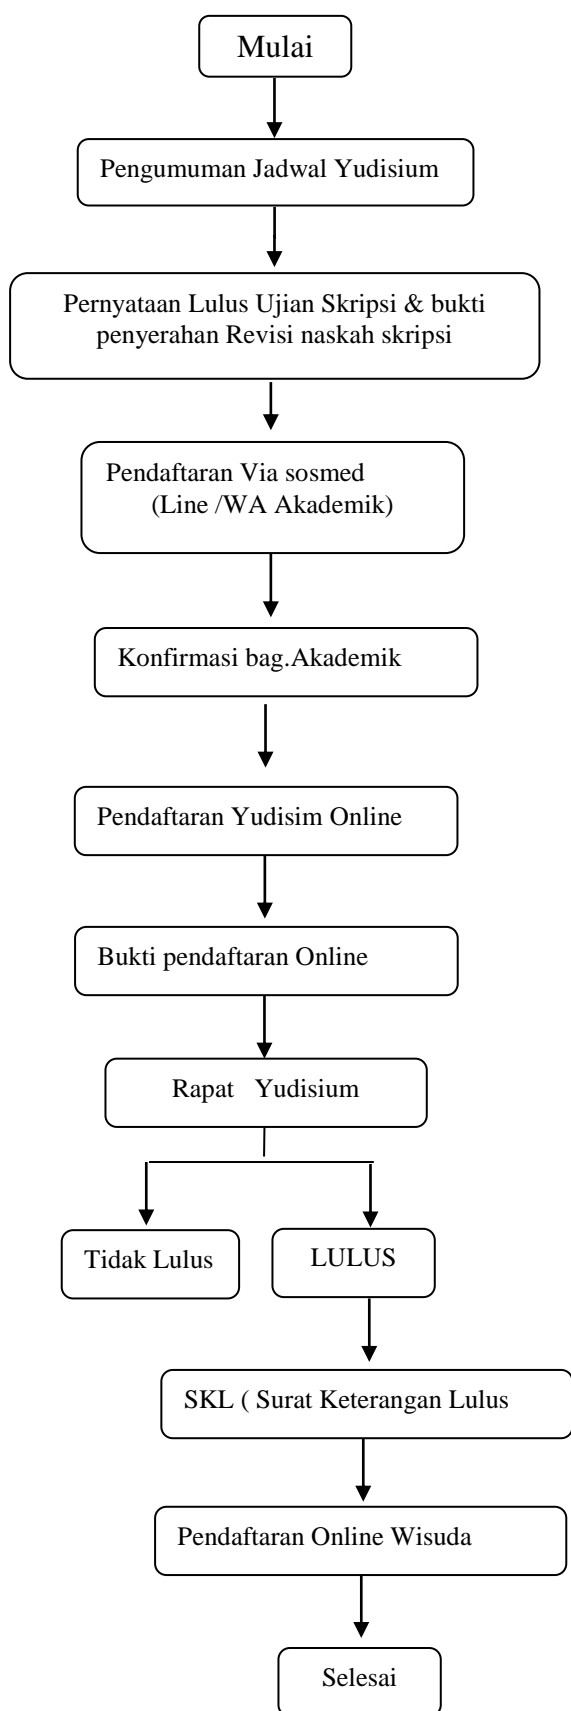 Mulai
Pengumuman Jadwal Yudisium
Pernyataan Lulus Ujian Skripsi & bukti
penyerahan Revisi naskah skripsi
Pendaftaran Via sosmed
(Line /WA Akademik)
Konfirmasi bag.Akademik
Pendaftaran Yudisim Online
Bukti pendaftaran Online
Rapat Yudisium
Tidak Lulus
LULUS
SKL ( Surat Keterangan Lulus
Pendaftaran Online Wisuda
Selesai